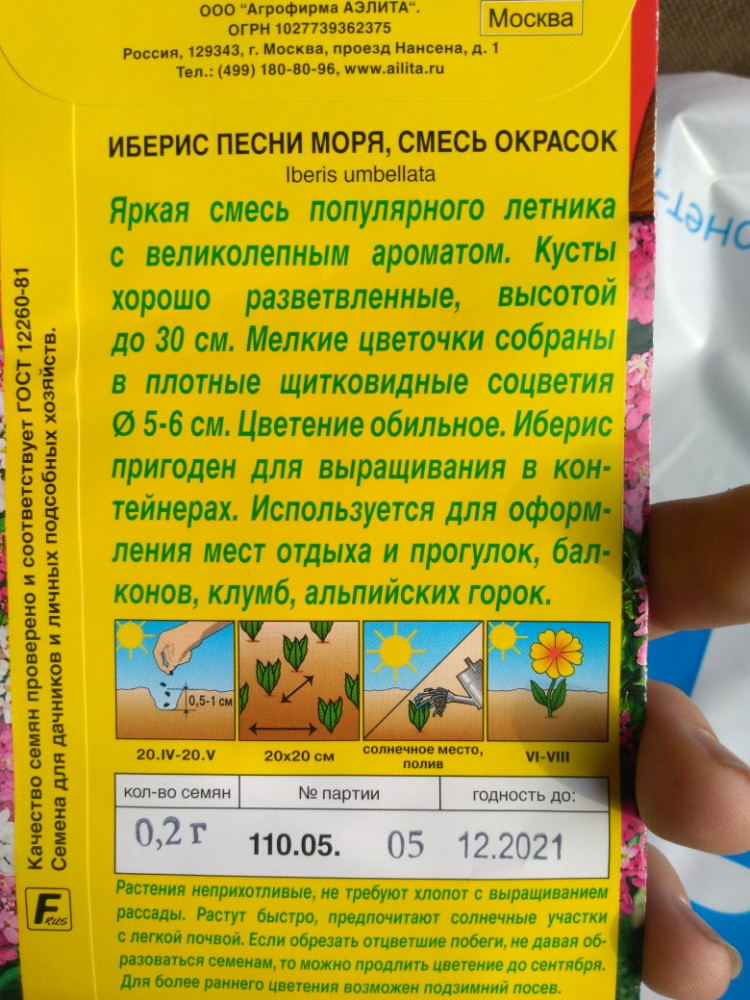 ООО "Агрофирма АЭЛИТА".
ОГРН 1027739362375
Москва
Россия, 129343, г. Москва, проезд Нансена, д. 1
Тел.: (499) 180-80-96, www.ailita.ru
ИБЕРИС ПЕСНИ МОРЯ, СМЕСЬ ОКРАСОК
Iberis umbellata
Яркая смесь популярного летника
с великолепным ароматом. Кусты
хорошо разветвленные, высотой
до 30 см. Мелкие цветочки собраны
в плотные щитковидные соцветия
Ø 5-6 см. Цветение обильное. Иберис
пригоден для выращивания в кон-
тейнерах. Используется для оформ-
ления мест отдыха и прогулок, бал-
конов, клумб, альпийских горок.
0,5-1 см
20.IV-20.V
20х20 см
солнечное место,
полив
VI-VIII
кол-во семян № партии годность до:
0,2 г 110.05. 05 12.2021
Растения неприхотливые, не требуют хлопот с выращиванием
рассады. Растут быстро, предпочитают солнечные участки
с легкой почвой. Если обрезать отцветшие побеги, не давая об-
разоваться семенам, то можно продлить цветение до сентября.
Для более раннего цветения возможен подзимний посев.
Качество семян проверено и соответствует ГОСТ 12260-81
Семена для дачников и личных подсобных хозяйств.
F RUS